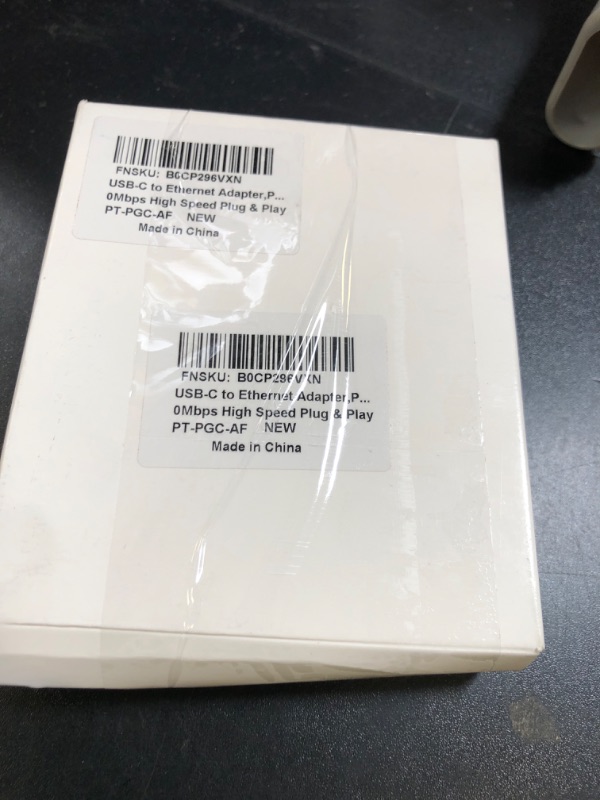 FNSKU: B0CP296VXN
USB-C to Ethernet Adapter,P...
0Mbps High Speed Plug & Play
PT-PGC-AF NEW
Made in China
FNSKU: B0CP296VXN
USB-C to Ethernet Adapter,P...
0Mbps High Speed Plug & Play
PT-PGC-AF NEW
Made in China